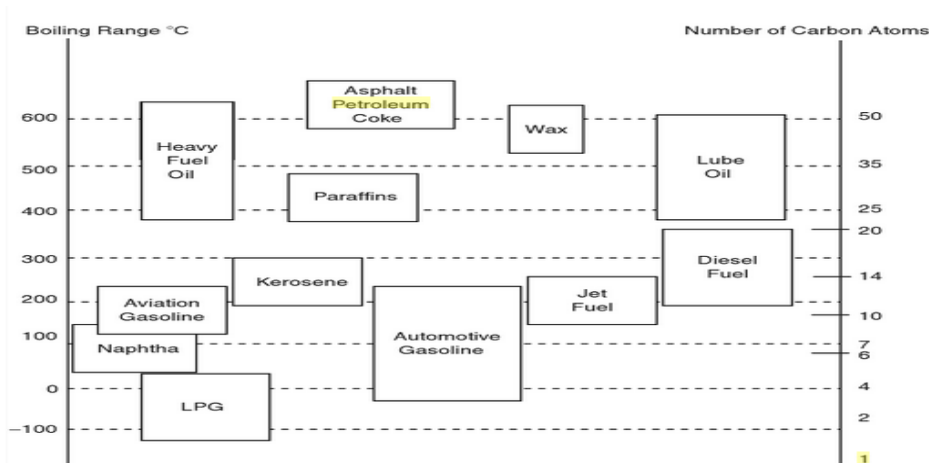 Boiling Range °C
Number of Carbon Atoms
Asphalt
Petroleum
Coke
600
50
Wax
Heavy
Fuel
Oil
Lube
Oil
500
35
Paraffins
400
25
20
300
Diesel
Fuel
Kerosene
14
Jet
Fuel
200
Aviation
Gasoline
10
100
Automotive
Gasoline
7
Naphtha
6
0
4
LPG
2
–100
1